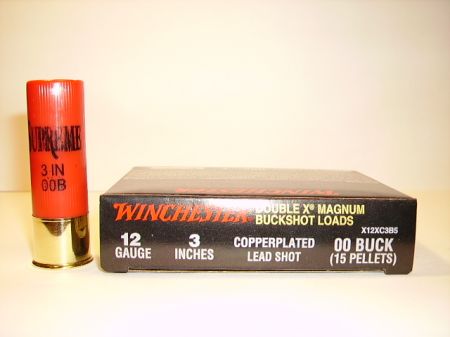 UPREME
3 IN
00B
WINCHESTER DOUBLE X® MAGNUM
BUCKSHOT LOADS
X12XC3B5
12 GAUGE
3 INCHES
COPPERPLATED LEAD SHOT
00 BUCK
(15 PELLETS)